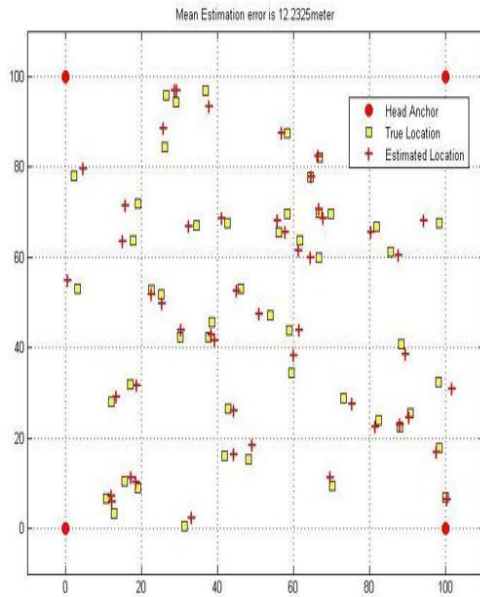 Mean Estimation error is 12.2325meter
100
80
60
40
20
0
0 20 40 60 80 100
Head Anchor
True Location
Estimated Location